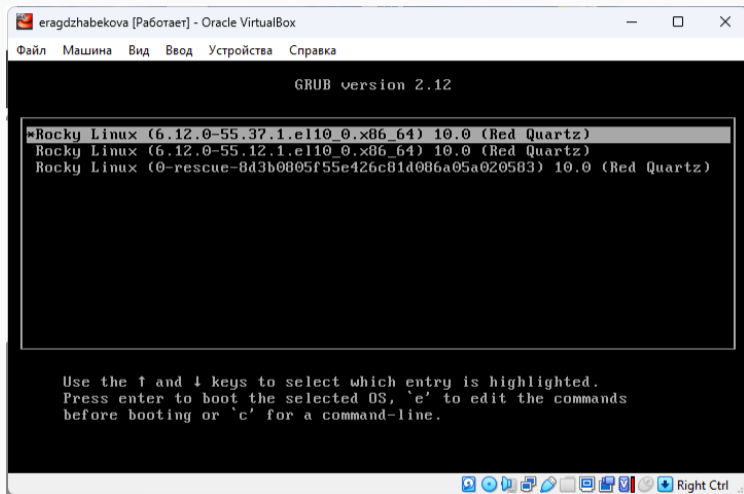 eragdzhabekova [Работает] - Oracle VirtualBox
Файл Машина Вид Ввод Устройства Справка
GRUB version 2.12
*Rocky Linux (6.12.0-55.37.1.el10_0.x86_64) 10.0 (Red Quartz)
Rocky Linux (6.12.0-55.12.1.el10_0.x86_64) 10.0 (Red Quartz)
Rocky Linux (0-rescue-8d3b0805f55e426c81d086a05a020583) 10.0 (Red Quartz)
Use the ↑ and ↓ keys to select which entry is highlighted.
Press enter to boot the selected OS, `e' to edit the commands
before booting or `c' for a command-line.
Right Ctrl